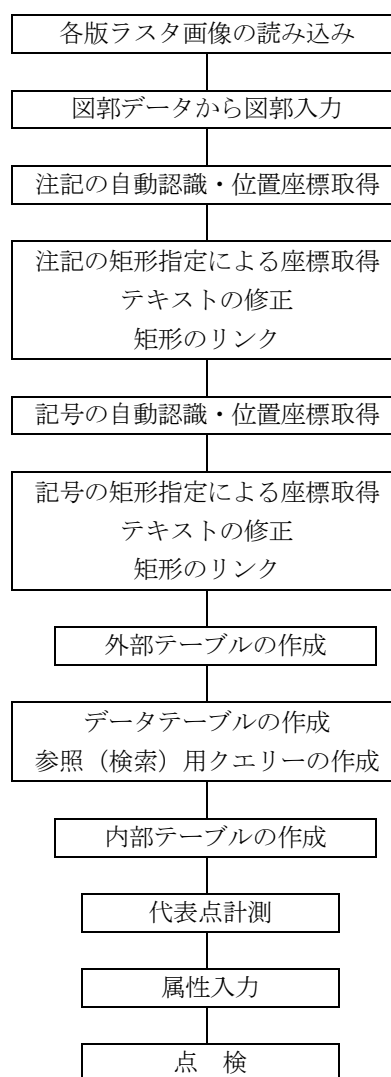 各版ラスタ画像の読み込み
図郭データから図郭入力
注記の自動認識・位置座標取得
注記の矩形指定による座標取得
テキストの修正
矩形のリンク
記号の自動認識・位置座標取得
記号の矩形指定による座標取得
テキストの修正
矩形のリンク
外部テーブルの作成
データテーブルの作成
参照（検索）用クエリーの作成
内部テーブルの作成
代表点計測
属性入力
点　検